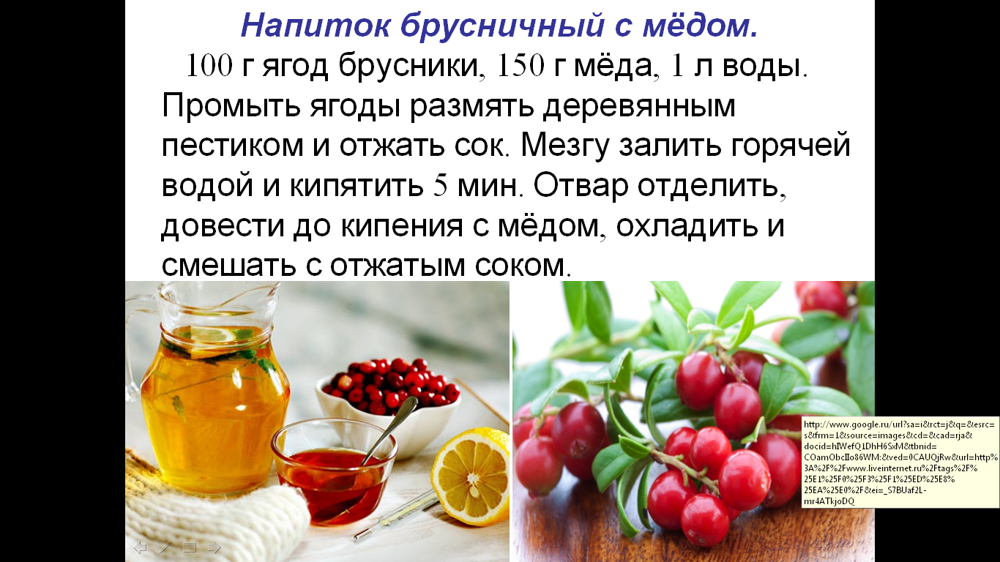 Напиток брусничный с мёдом.
100 г ягод брусники, 150 г мёда, 1 л воды.
Промыть ягоды размять деревянным
пестиком и отжать сок. Мезгу залить горячей
водой и кипятить 5 мин. Отвар отделить,
довести до кипения с мёдом, охладить и
смешать с отжатым соком.
http://www.google.ru/url?sa=i&rct=j&q=&esrc=
s&frm=1&source=images&cd=&cad=rja&
docid=hIWefQ1DhH6SxM&tbnid=
COamObcIIo86WM:&ved=0CAUQjRw&url=http%
3A%2F%2Fwww.liveinternet.ru%2Ftags%2F%
25E1%25F0%25F3%25F1%25ED%25E8%
25EA%25E0%2F&ei=_S7BUaf2L-
mr4ATkjoDQ